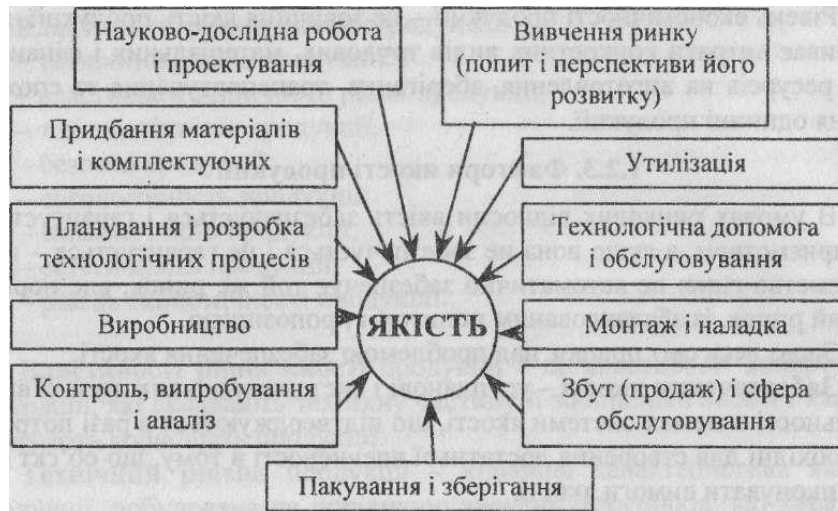 Науково-дослідна робота
і проектування
Вивчення ринку
(попит і перспективи його
розвитку)
Придбання матеріалів
і комплектуючих
Утилізація
Планування і розробка
технологічних процесів
Технологічна допомога
і обслуговування
Виробництво
ЯКІСТЬ
Монтаж і наладка
Контроль, випробування
і аналіз
Збут (продаж) і сфера
обслуговування
Пакування і зберігання